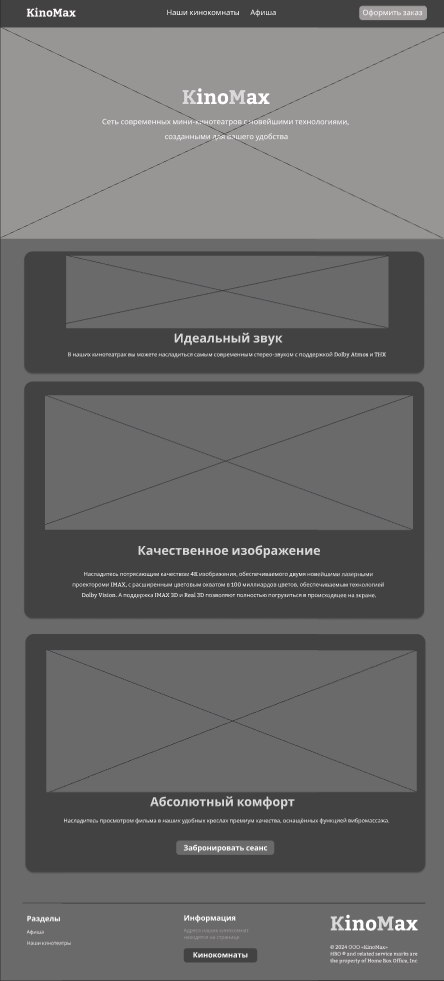 KinoMax
Наши кинокомнаты Афиша
Оформить заказ
KinoMax
Сеть современных мини-кинотеатров с новейшими технологиями,
созданными для вашего удобства
Идеальный звук
В наших кинотеатрах вы можете насладиться самым современным стерео-звуком с поддержкой Dolby Atmos и THX
Качественное изображение
Насладитесь потрясающим качеством 4K изображения, обеспечиваемого двумя новейшими лазерными
проекторами IMAX, с расширенным цветовым охватом в 100 миллиардов цветов, обеспечиваемым технологией
Dolby Vision. А поддержка IMAX 3D и Real 3D позволяют полностью погрузиться в происходящее на экране.
Абсолютный комфорт
Насладитесь просмотром фильма в наших удобных креслах премиум качества, оснащённых функцией вибромассажа.
Забронировать сеанс
Разделы
Афиша
Наши кинотеатры
Информация
Адреса наших кинокомнат
находятся на странице
Кинокомнаты
KinoMax
© 2024 ООО «KinoMax»
HBO ® and related service marks are
the property of Home Box Office, Inc